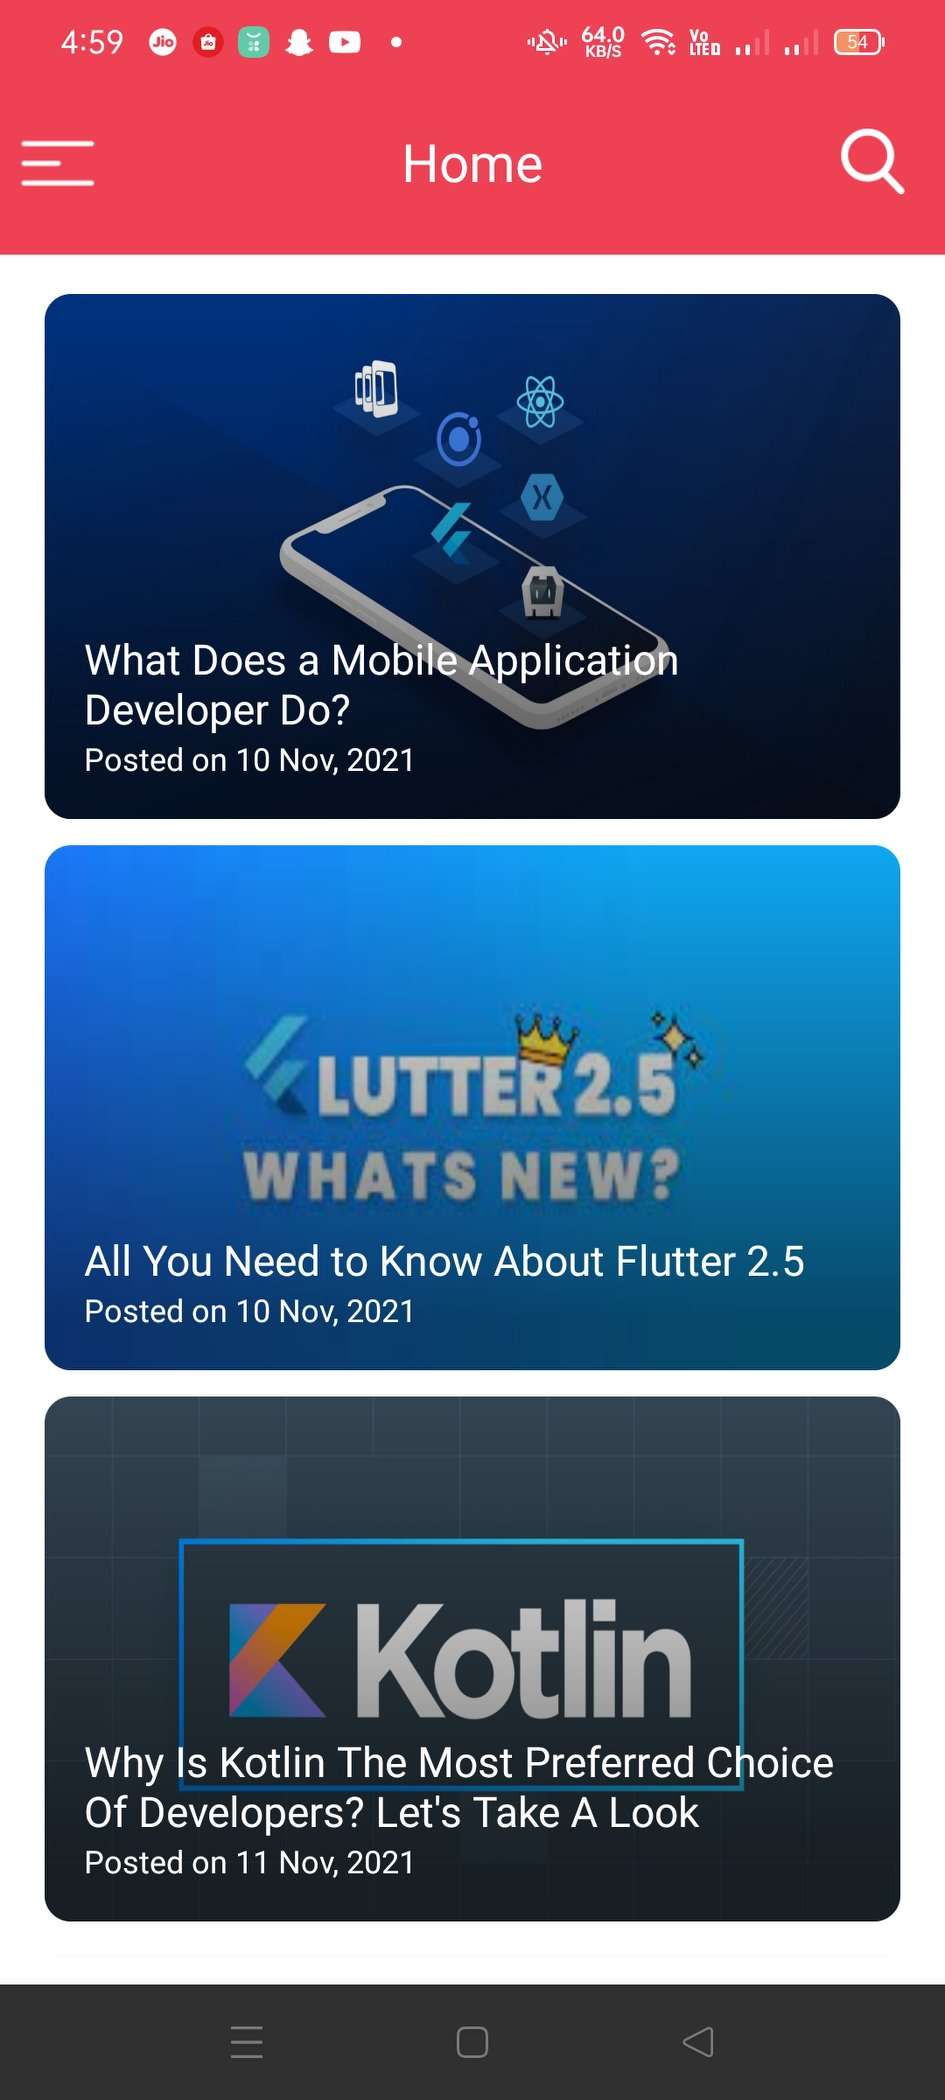 4:59
Jio
64.0
KB/S
Vo
LTED
54
Home
What Does a Mobile Application
Developer Do?
Posted on 10 Nov, 2021
LUTTER 2.5
WHATS NEW?
All You Need to Know About Flutter 2.5
Posted on 10 Nov, 2021
Kotlin
Why Is Kotlin The Most Preferred Choice
Of Developers? Let's Take A Look
Posted on 11 Nov, 2021